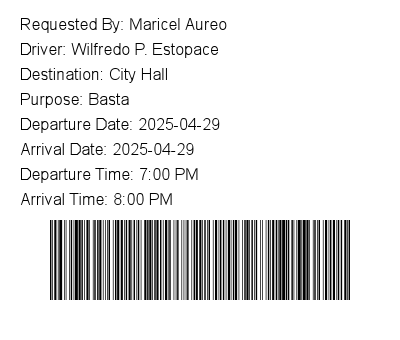 Requested By: Maricel Aureo
Driver: Wilfredo P. Estopace
Destination: City Hall
Purpose: Basta
Departure Date: 2025-04-29
Arrival Date: 2025-04-29
Departure Time: 7:00 PM
Arrival Time: 8:00 PM